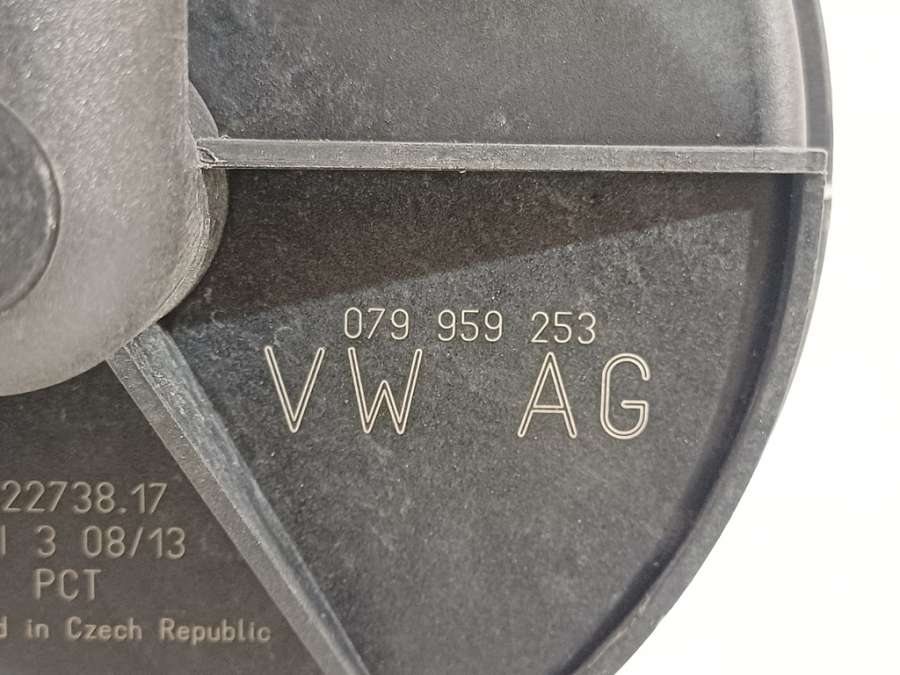 079 959 253
VW AG
22738.17
3 08/13
PCT
in Czech Republic